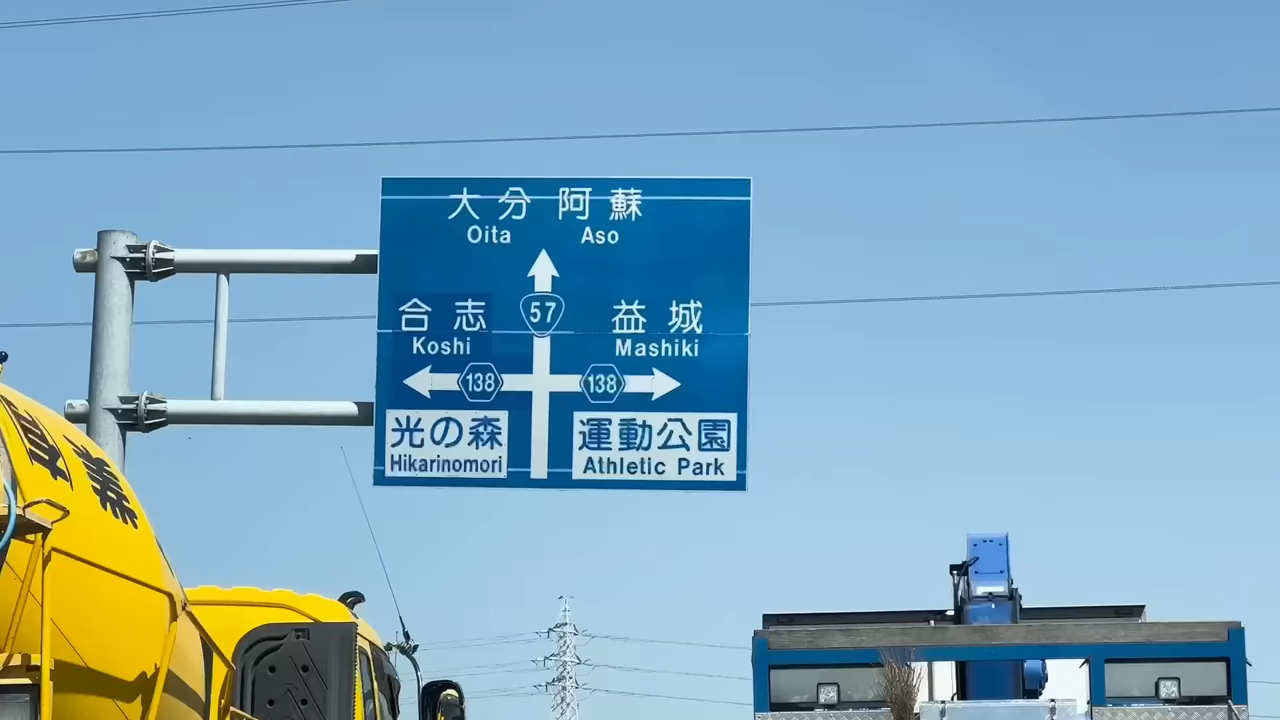 大分 阿蘇
Oita Aso
57
合志 益城
Koshi Mashiki
138 138
光の森 運動公園
Hikarinomori Athletic Park
業